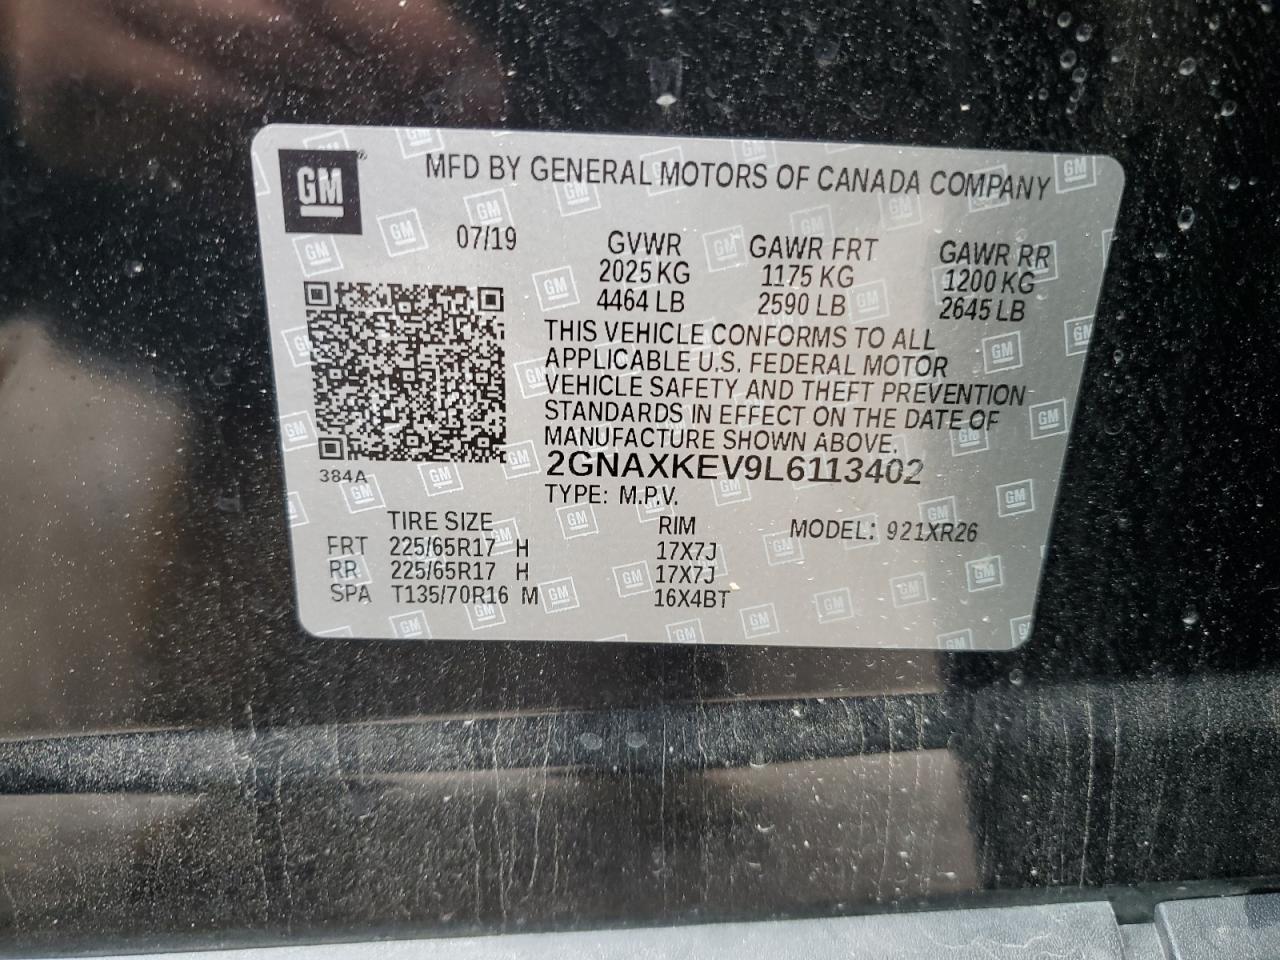 GM
MFD BY GENERAL MOTORS OF CANADA COMPANY
07/19 GVWR GAWR FRT GAWR RR
2025 KG 1175 KG 1200 KG
4464 LB 2590 LB 2645 LB
THIS VEHICLE CONFORMS TO ALL
APPLICABLE U.S. FEDERAL MOTOR
VEHICLE SAFETY AND THEFT PREVENTION
STANDARDS IN EFFECT ON THE DATE OF
MANUFACTURE SHOWN ABOVE.
2GNAXKEV9L6113402
384A TYPE: M.P.V.
TIRE SIZE RIM MODEL: 921XR26
FRT 225/65R17 H 17X7J
RR 225/65R17 H 17X7J
SPA T135/70R16 M 16X4BT